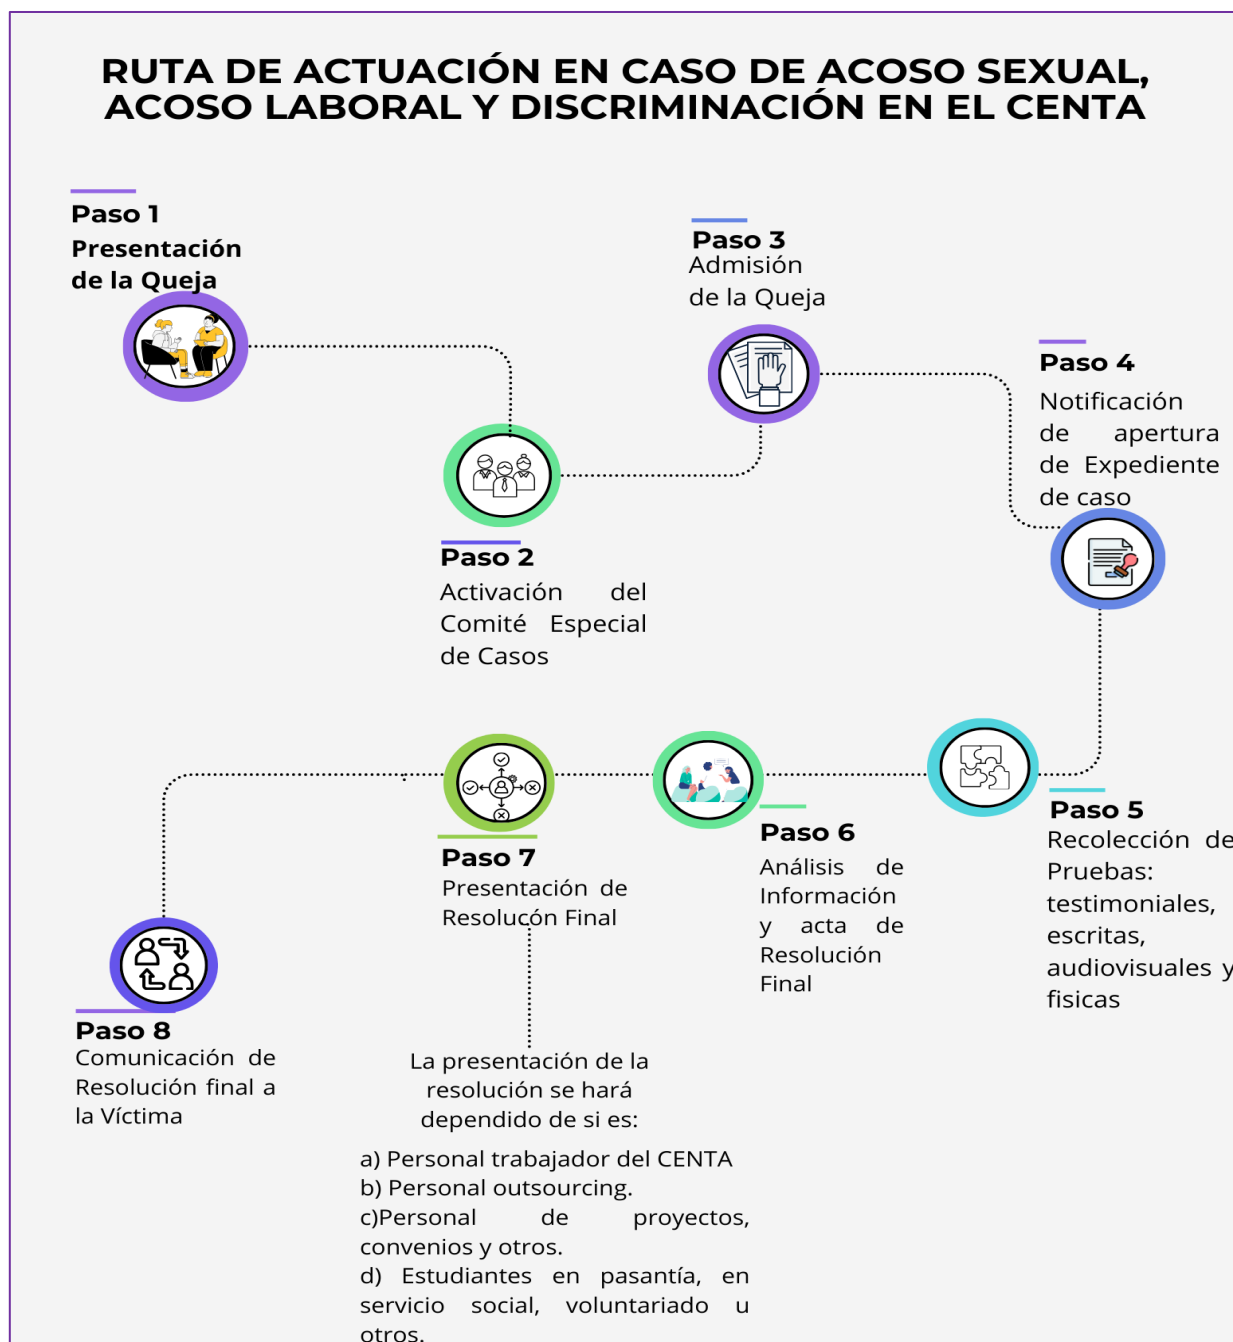 RUTA DE ACTUACIÓN EN CASO DE ACOSO SEXUAL,
ACOSO LABORAL Y DISCRIMINACIÓN EN EL CENTA
Paso 1
Presentación
de la Queja
Paso 2
Activación del
Comité Especial
de Casos
Paso 3
Admisión
de la Queja
Paso 4
Notificación
de apertura
de Expediente
de caso
Paso 5
Recolección de
Pruebas:
testimoniales,
escritas,
audiovisuales y
fisicas
Paso 6
Análisis de
Información
y acta de
Resolución
Final
Paso 7
Presentación de
Resolucón Final
La presentación de la
resolución se hará
dependido de si es:
a) Personal trabajador del CENTA
b) Personal outsourcing.
c)Personal de proyectos,
convenios y otros.
d) Estudiantes en pasantía, en
servicio social, voluntariado u
otros.
Paso 8
Comunicación de
Resolución final a
la Víctima